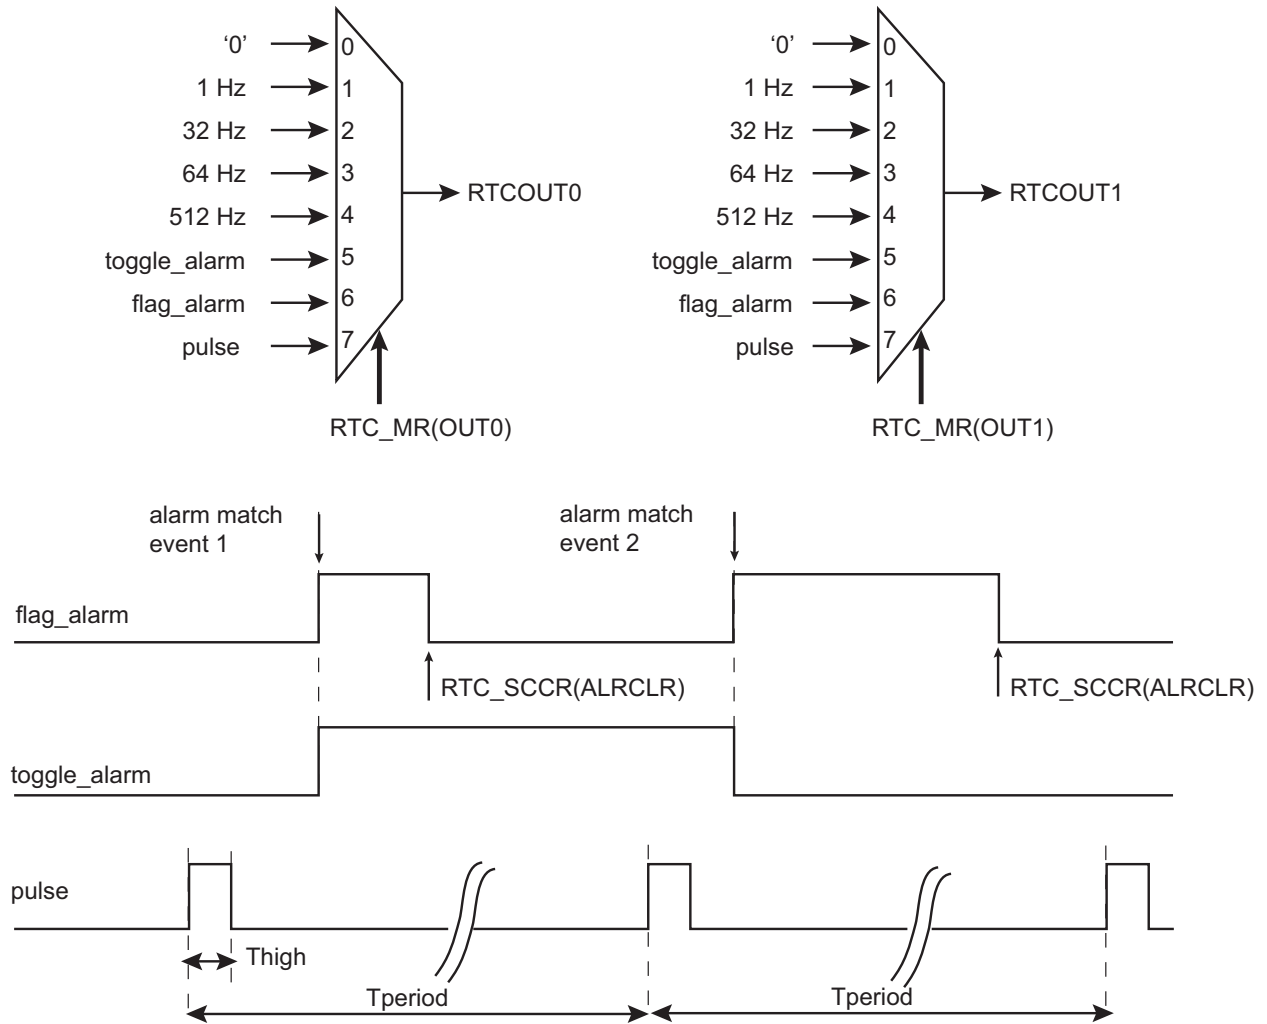 ‘0’ 0 ‘0’ 0
1 Hz 1 1 Hz 1
32 Hz 2 32 Hz 2
64 Hz 3 RTCOUT0 64 Hz 3 RTCOUT1
512 Hz 4 512 Hz 4
toggle_alarm 5 toggle_alarm 5
flag_alarm 6 flag_alarm 6
pulse 7 pulse 7
RTC_MR(OUT0) RTC_MR(OUT1)
alarm match alarm match
event 1 event 2
flag_alarm
RTC_SCCR(ALRCLR) RTC_SCCR(ALRCLR)
toggle_alarm
pulse
Thigh
Tperiod Tperiod